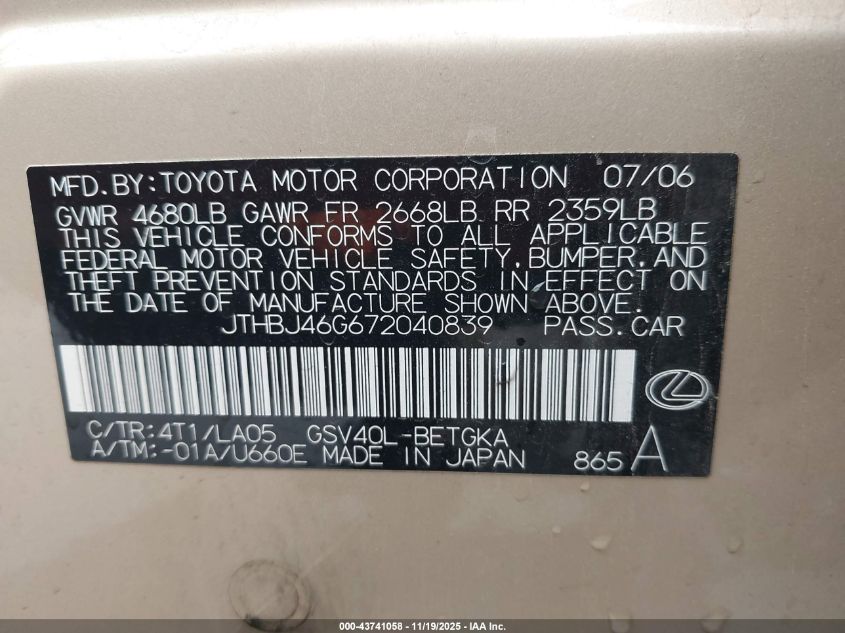 MFD.BY:TOYOTA MOTOR CORPORATION 07/06
GVWR 4680LB GAWR FR 2668LB RR 2359LB
THIS VEHICLE CONFORMS TO ALL APPLICABLE
FEDERAL MOTOR VEHICLE SAFETY,BUMPER,AND
THEFT PREVENTION STANDARDS IN EFFECT ON
THE DATE OF MANUFACTURE SHOWN ABOVE.
JTHBJ46G672040839 PASS.CAR
C/TR:4T1/LA05 GSV40L-BETGKA
A/TM:-01A/U660E MADE IN JAPAN 865 A
000-43741058 - 11/19/2025 - IAA Inc.